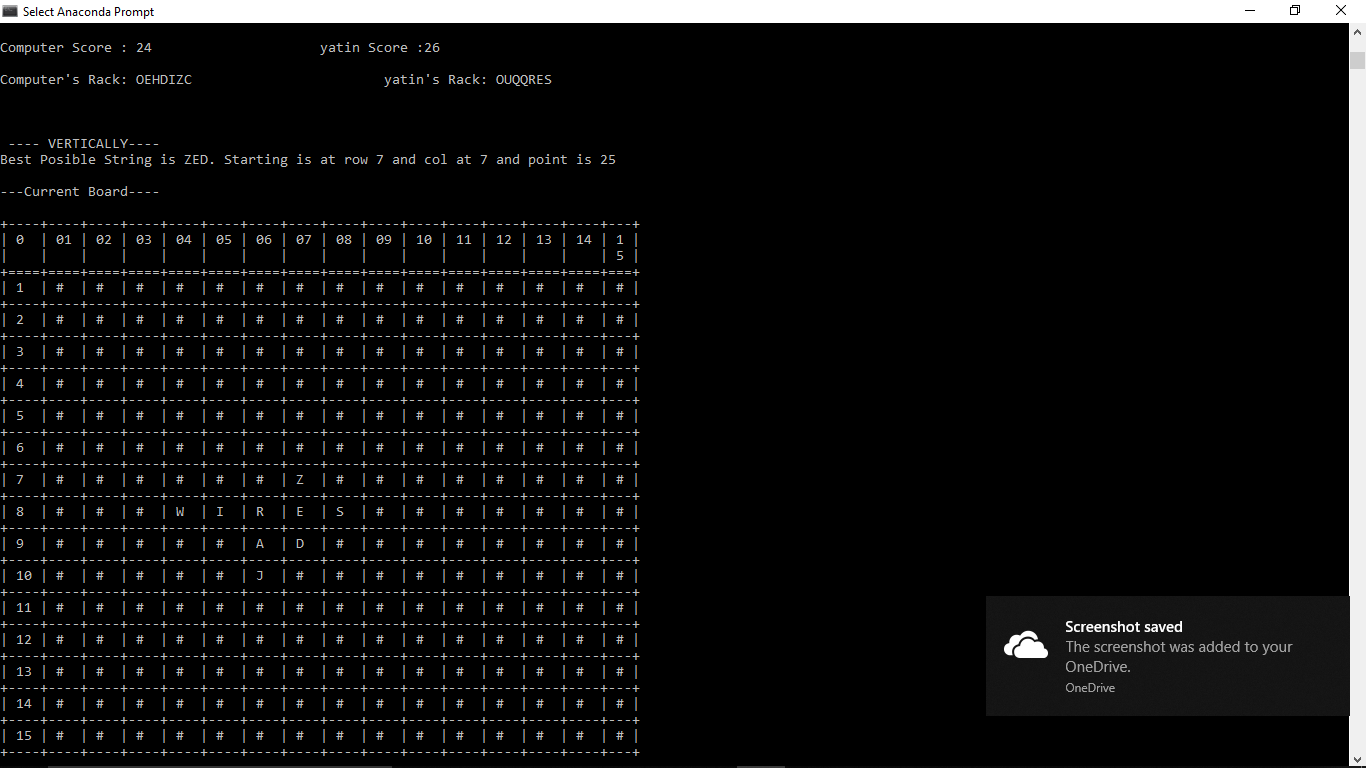 Select Anaconda Prompt
Computer Score : 24 yatin Score :26
Computer's Rack: OEHDIZC yatin's Rack: OUQQRES
---- VERTICALLY----
Best Posible String is ZED. Starting is at row 7 and col at 7 and point is 25
---Current Board----
+----+----+----+----+----+----+----+----+----+----+----+----+----+----+----+---+
| 0 | 01 | 02 | 03 | 04 | 05 | 06 | 07 | 08 | 09 | 10 | 11 | 12 | 13 | 14 | 1 |
| | | | | | | | | | | | | | | | 5 |
+====+====+====+====+====+====+====+====+====+====+====+====+====+====+====+===+
| 1 | # | # | # | # | # | # | # | # | # | # | # | # | # | # | # |
+----+----+----+----+----+----+----+----+----+----+----+----+----+----+----+---+
| 2 | # | # | # | # | # | # | # | # | # | # | # | # | # | # | # |
+----+----+----+----+----+----+----+----+----+----+----+----+----+----+----+---+
| 3 | # | # | # | # | # | # | # | # | # | # | # | # | # | # | # |
+----+----+----+----+----+----+----+----+----+----+----+----+----+----+----+---+
| 4 | # | # | # | # | # | # | # | # | # | # | # | # | # | # | # |
+----+----+----+----+----+----+----+----+----+----+----+----+----+----+----+---+
| 5 | # | # | # | # | # | # | # | # | # | # | # | # | # | # | # |
+----+----+----+----+----+----+----+----+----+----+----+----+----+----+----+---+
| 6 | # | # | # | # | # | # | # | # | # | # | # | # | # | # | # |
+----+----+----+----+----+----+----+----+----+----+----+----+----+----+----+---+
| 7 | # | # | # | # | # | # | Z | # | # | # | # | # | # | # | # |
+----+----+----+----+----+----+----+----+----+----+----+----+----+----+----+---+
| 8 | # | # | # | W | I | R | E | S | # | # | # | # | # | # | # |
+----+----+----+----+----+----+----+----+----+----+----+----+----+----+----+---+
| 9 | # | # | # | # | # | A | D | # | # | # | # | # | # | # | # |
+----+----+----+----+----+----+----+----+----+----+----+----+----+----+----+---+
| 10 | # | # | # | # | # | J | # | # | # | # | # | # | # | # | # |
+----+----+----+----+----+----+----+----+----+----+----+----+----+----+----+---+
| 11 | # | # | # | # | # | # | # | # | # | # | # | # | # | # | # |
+----+----+----+----+----+----+----+----+----+----+----+----+----+----+----+---+
| 12 | # | # | # | # | # | # | # | # | # | # | # | # | # | # | # |
+----+----+----+----+----+----+----+----+----+----+----+----+----+----+----+---+
| 13 | # | # | # | # | # | # | # | # | # | # | # | # | # | # | # |
+----+----+----+----+----+----+----+----+----+----+----+----+----+----+----+---+
| 14 | # | # | # | # | # | # | # | # | # | # | # | # | # | # | # |
+----+----+----+----+----+----+----+----+----+----+----+----+----+----+----+---+
| 15 | # | # | # | # | # | # | # | # | # | # | # | # | # | # | # |
+----+----+----+----+----+----+----+----+----+----+----+----+----+----+----+---+
Screenshot saved
The screenshot was added to your
OneDrive.
OneDrive